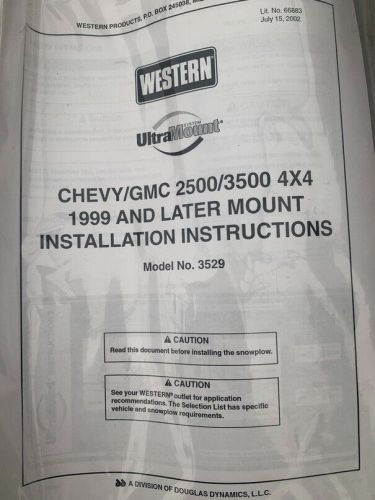 WESTERN PRODUCTS, P.O. BOX 245038,
Lit. No. 66883
July 15, 2002
WESTERN
SYSTEM
UltraMount®
CHEVY/GMC 2500/3500 4X4
1999 AND LATER MOUNT
INSTALLATION INSTRUCTIONS
Model No. 3529
⚠ CAUTION
Read this document before installing the snowplow.
⚠ CAUTION
See your WESTERN® outlet for application
recommendations. The Selection List has specific
vehicle and snowplow requirements.
A DIVISION OF DOUGLAS DYNAMICS, L.L.C.